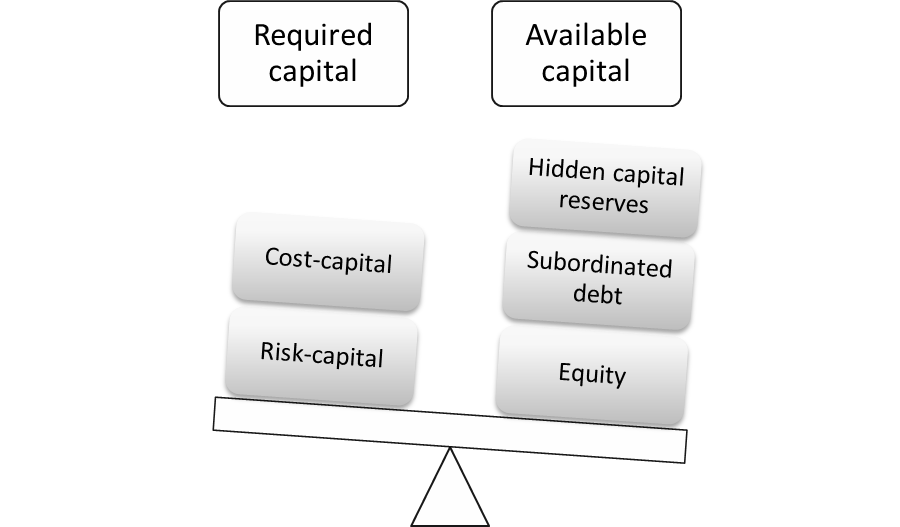 Required
capital
Available
capital
Hidden capital
reserves
Cost-capital
Subordinated
debt
Risk-capital
Equity